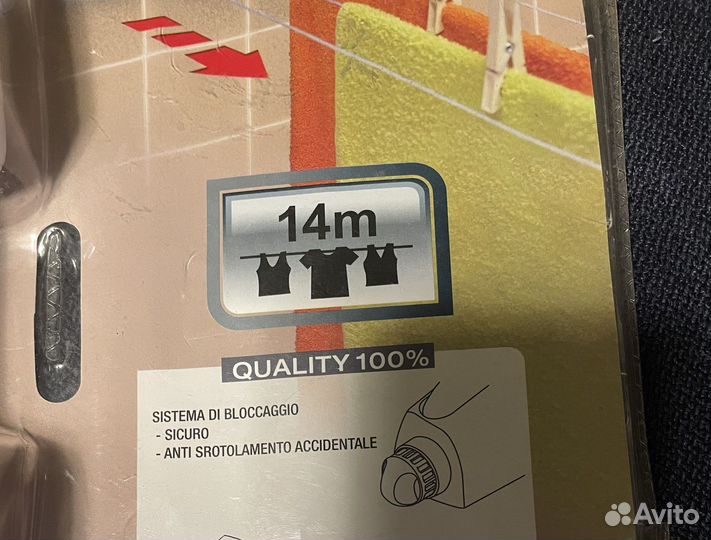 14m
QUALITY 100%
SISTEMA DI BLOCCAGGIO
- SICURO
- ANTI SROTOLAMENTO ACCIDENTALE
Avito